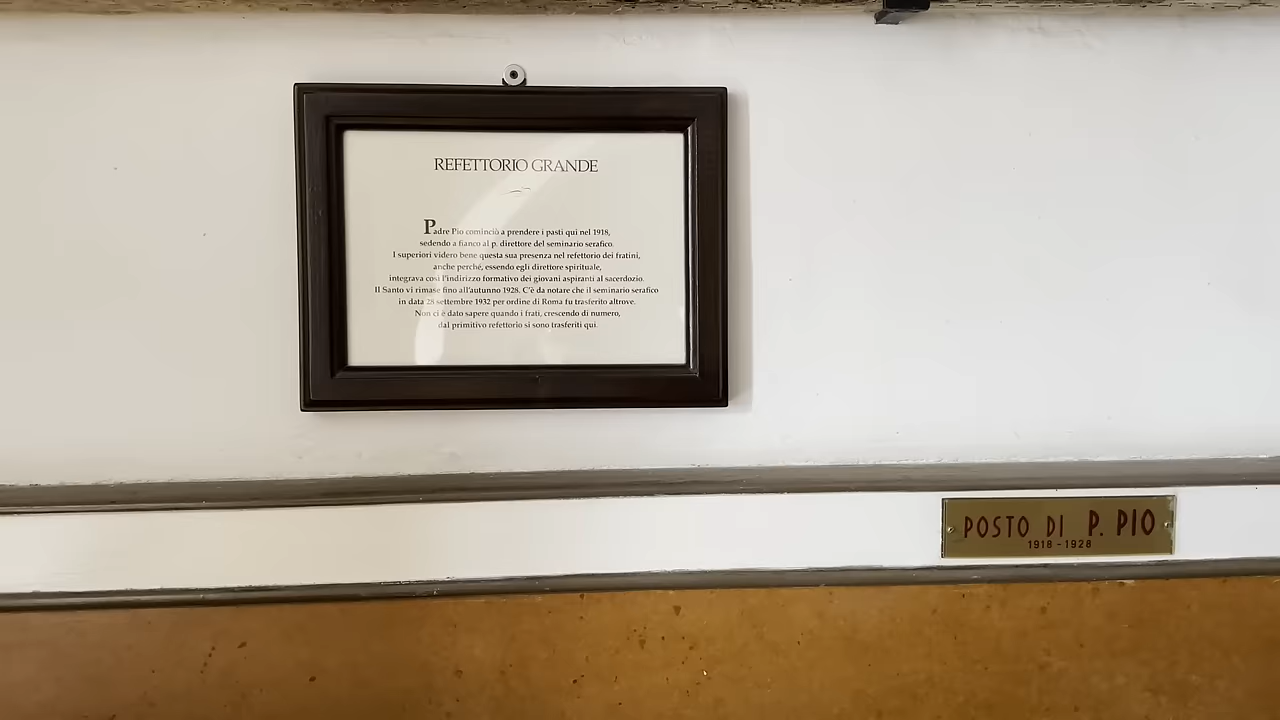 REFETTORIO GRANDE
Padre Pio cominciò a prendere i pasti qui nel 1918,
sedendo a fianco al p. direttore del seminario serafico.
I superiori videro bene questa sua presenza nel refettorio dei fratini,
anche perché, essendo egli direttore spirituale,
integrava così l'indirizzo formativo dei giovani aspiranti al sacerdozio.
Il Santo vi rimase fino all'autunno 1928. C'è da notare che il seminario serafico
in data 28 settembre 1932 per ordine di Roma fu trasferito altrove.
Non ci è dato sapere quando i frati, crescendo di numero,
dal primitivo refettorio si sono trasferiti qui.
POSTO DI P. PIO
1918-1928